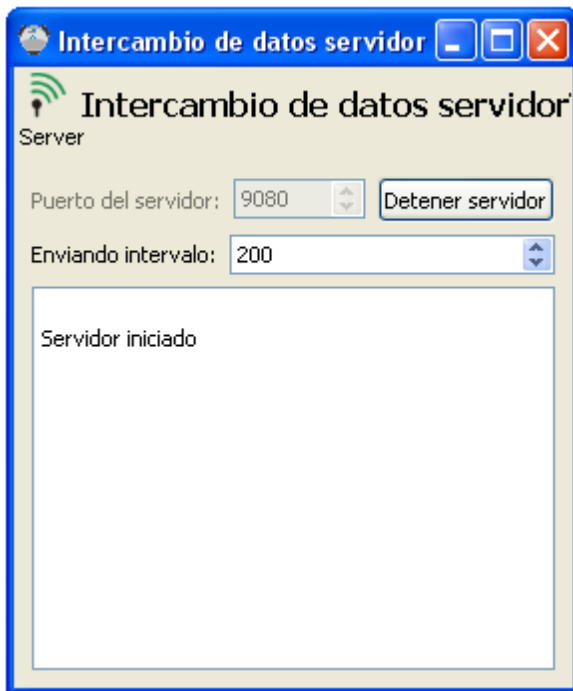 Intercambio de datos servidor
Intercambio de datos servidor
Server
Puerto del servidor: 9080 Detener servidor
Enviando intervalo: 200
Servidor iniciado